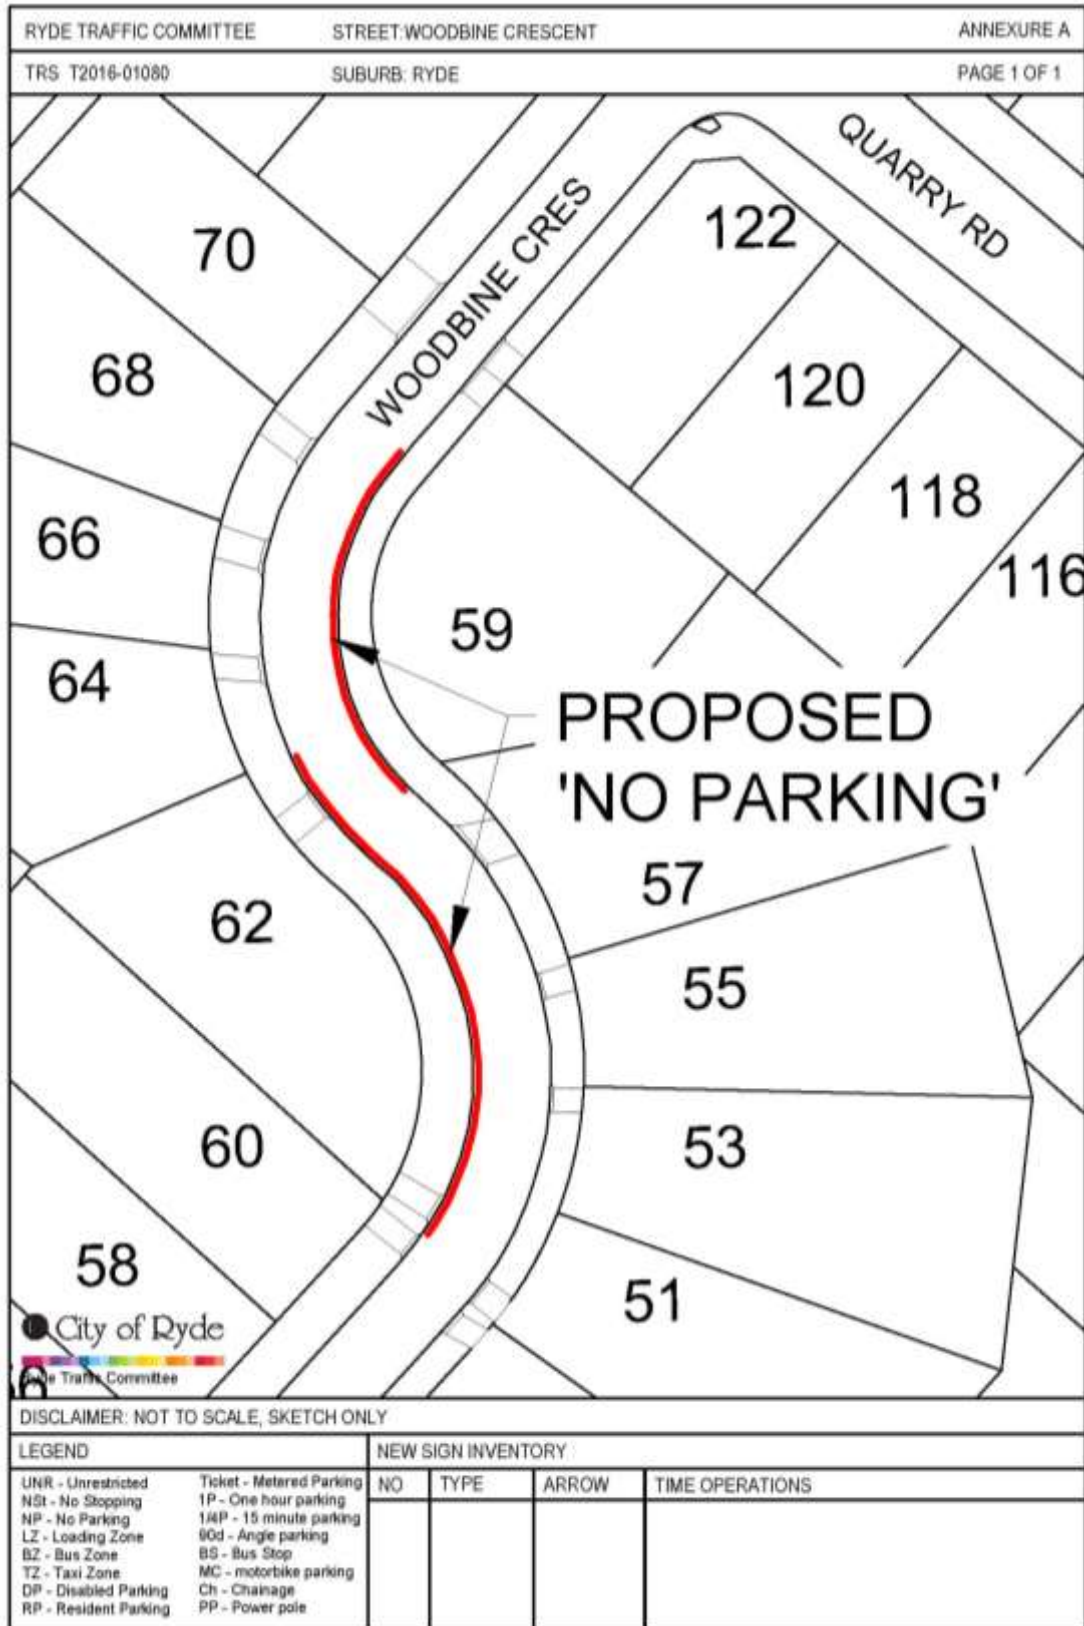 RYDE TRAFFIC COMMITTEE STREET:WOODBINE CRESCENT ANNEXURE A
TRS T2016-01080 SUBURB: RYDE PAGE 1 OF 1
QUARRY RD
WOODBINE CRES
70
122
68
120
118
66
116
59
64
PROPOSED
'NO PARKING'
57
62
55
60
53
58
51
City of Ryde
Ryde Traffic Committee
DISCLAIMER: NOT TO SCALE, SKETCH ONLY
LEGEND
UNR - Unrestricted
NSt - No Stopping
NP - No Parking
LZ - Loading Zone
BZ - Bus Zone
TZ - Taxi Zone
DP - Disabled Parking
RP - Resident Parking
Ticket - Metered Parking
1P - One hour parking
1/4P - 15 minute parking
90d - Angle parking
BS - Bus Stop
MC - motorbike parking
Ch - Chainage
PP - Power pole
NEW SIGN INVENTORY
NO TYPE ARROW TIME OPERATIONS